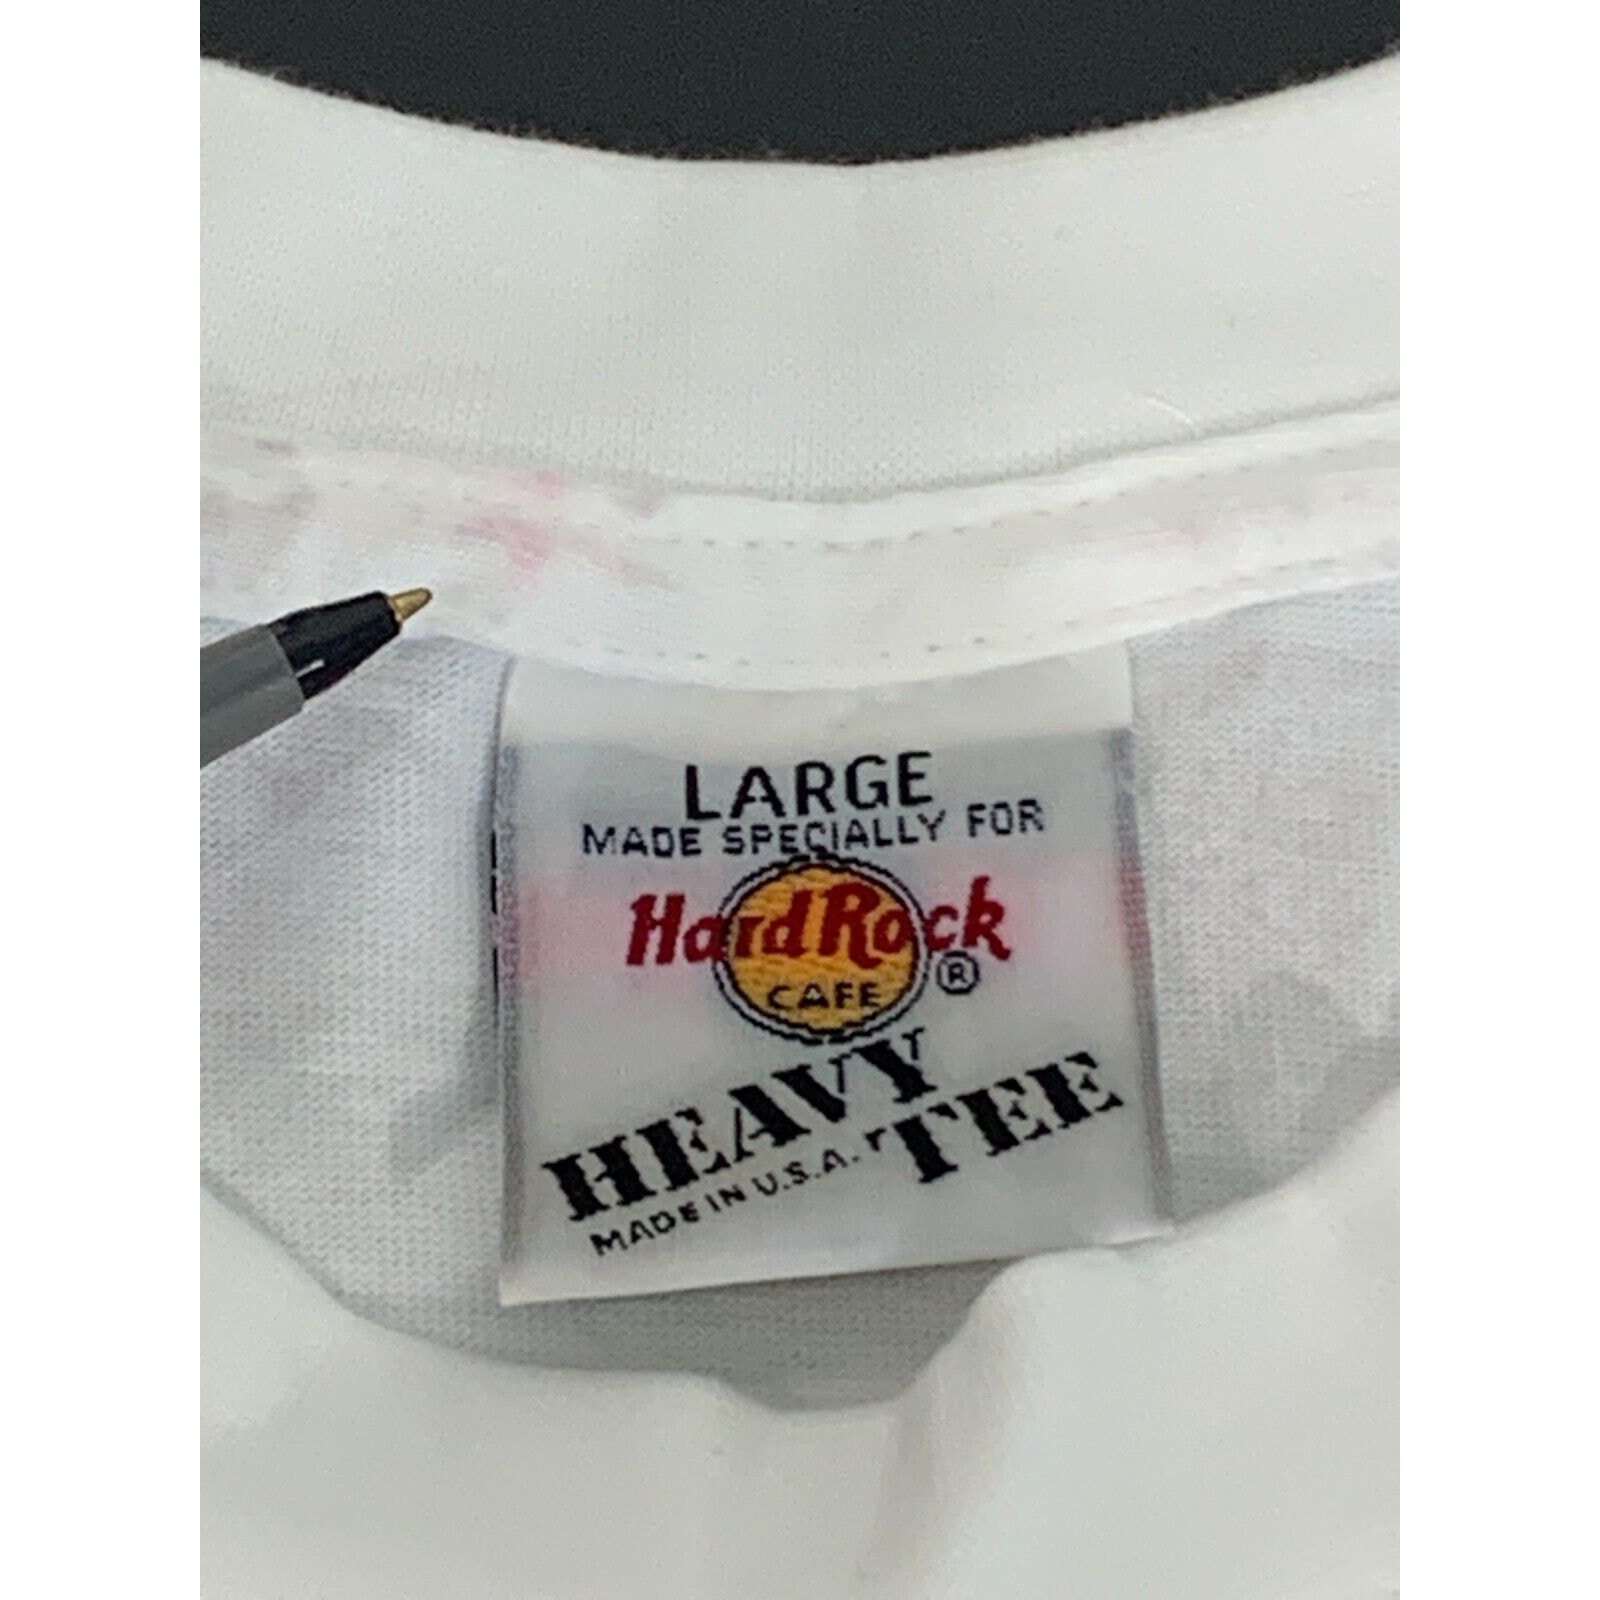 LARGE
MADE SPECIALLY FOR
Hard Rock
CAFE ®
HEAVY TEE
MADE IN U.S.A.